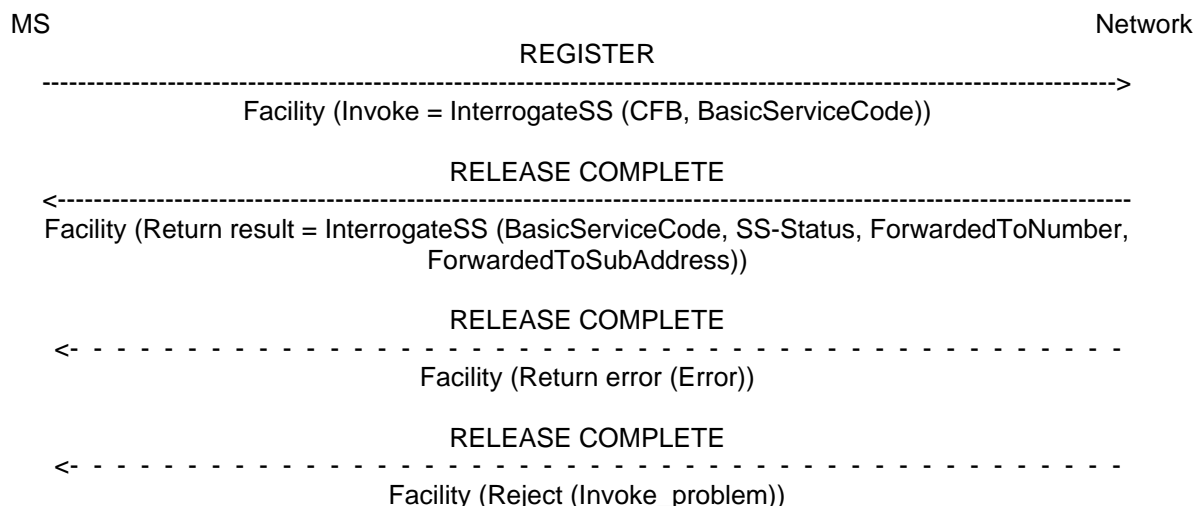 MS Network
REGISTER
------------------------------------------------------------------------------------------------------------------------>
Facility (Invoke = InterrogateSS (CFB, BasicServiceCode))
RELEASE COMPLETE
<------------------------------------------------------------------------------------------------------------------------
Facility (Return result = InterrogateSS (BasicServiceCode, SS-Status, ForwardedToNumber,
ForwardedToSubAddress))
RELEASE COMPLETE
<- - - - - - - - - - - - - - - - - - - - - - - - - - - - - - - - - - - - - - - - - - - - -
Facility (Return error (Error))
RELEASE COMPLETE
<- - - - - - - - - - - - - - - - - - - - - - - - - - - - - - - - - - - - - - - - - - - - -
Facility (Reject (Invoke_problem))